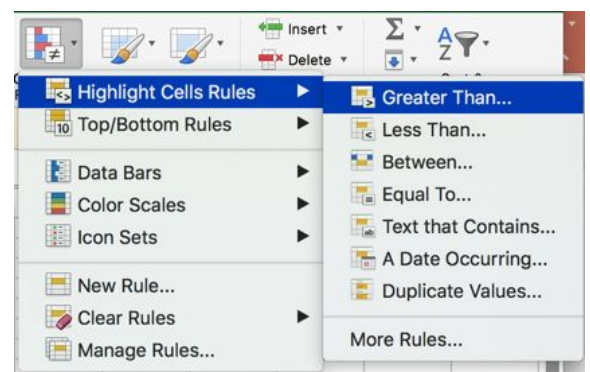 Insert
Delete
Σ
A
Z
Highlight Cells Rules
Top/Bottom Rules
10
Data Bars
Color Scales
Icon Sets
New Rule...
Clear Rules
Manage Rules...
Greater Than...
Less Than...
Between...
Equal To...
Text that Contains...
A Date Occurring...
Duplicate Values...
More Rules...